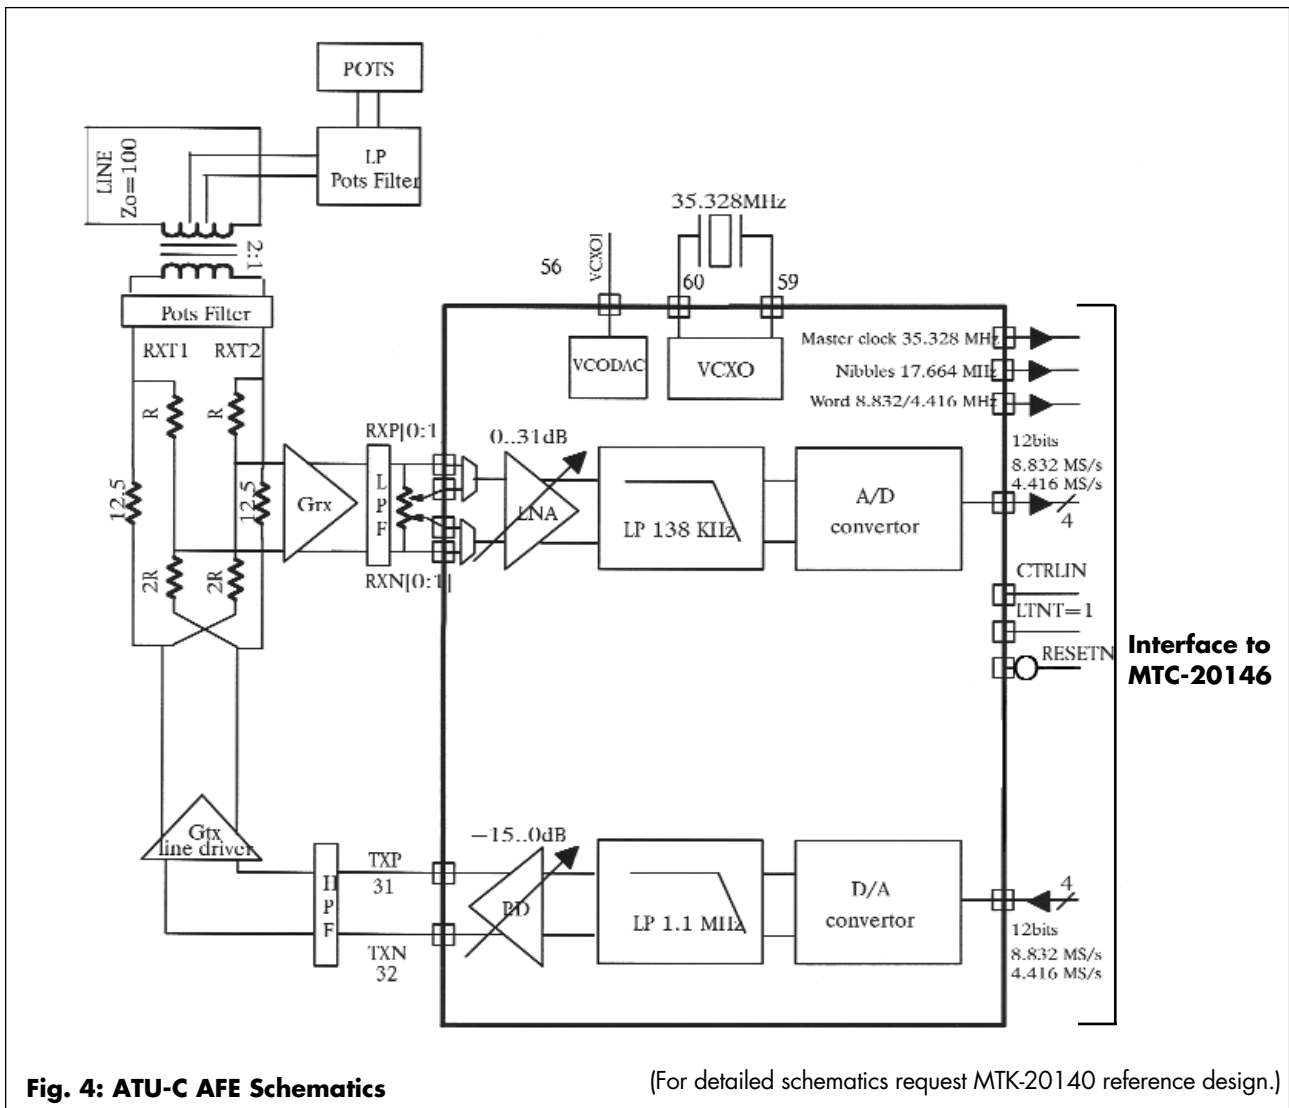 POTS
LP
Pots Filter
LINE
Zo=100
2:1
Pots Filter
RXT1
RXT2
R
R
12.5
12.5
2R
2R
Grx
LPF
RXP[0:1
RXN[0:1]
35.328MHz
56
VCXO1
60
59
VCODAC
VCXO
Master clock 35.328 MHz
Nibbles 17.664 MHz
Word 8.832/4.416 MHz
0..31dB
LNA
LP 138 KHz
A/D
convertor
12bits
8.832 MS/s
4.416 MS/s
4
CTRLIN
LTNT=1
RESETN
Interface to
MTC-20146
Gtx
line driver
HPF
TXP
31
TXN
32
−15..0dB
PD
LP 1.1 MHz
D/A
convertor
4
12bits
8.832 MS/s
4.416 MS/s
Fig. 4: ATU-C AFE Schematics
(For detailed schematics request MTK-20140 reference design.)